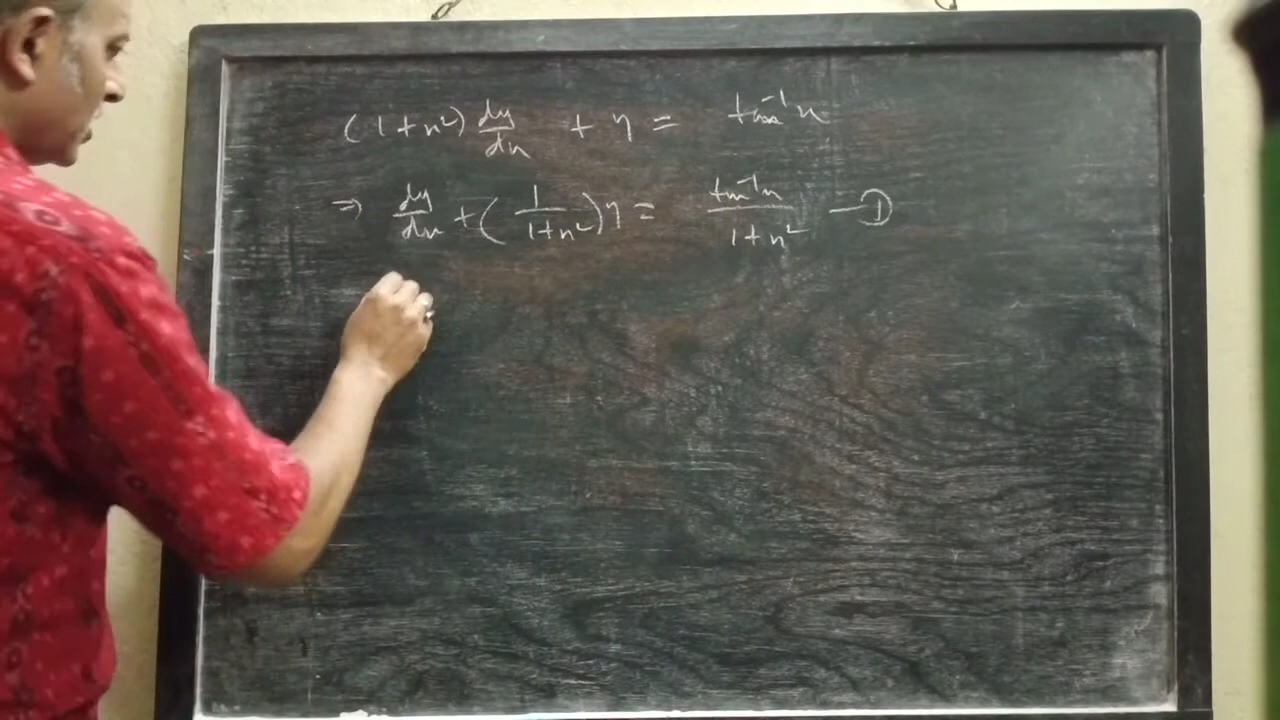 (1+x²) dy/dx + y = tan⁻¹x
⇒ dy/dx + (1/(1+x²)) y = tan⁻¹x/(1+x²) — ①